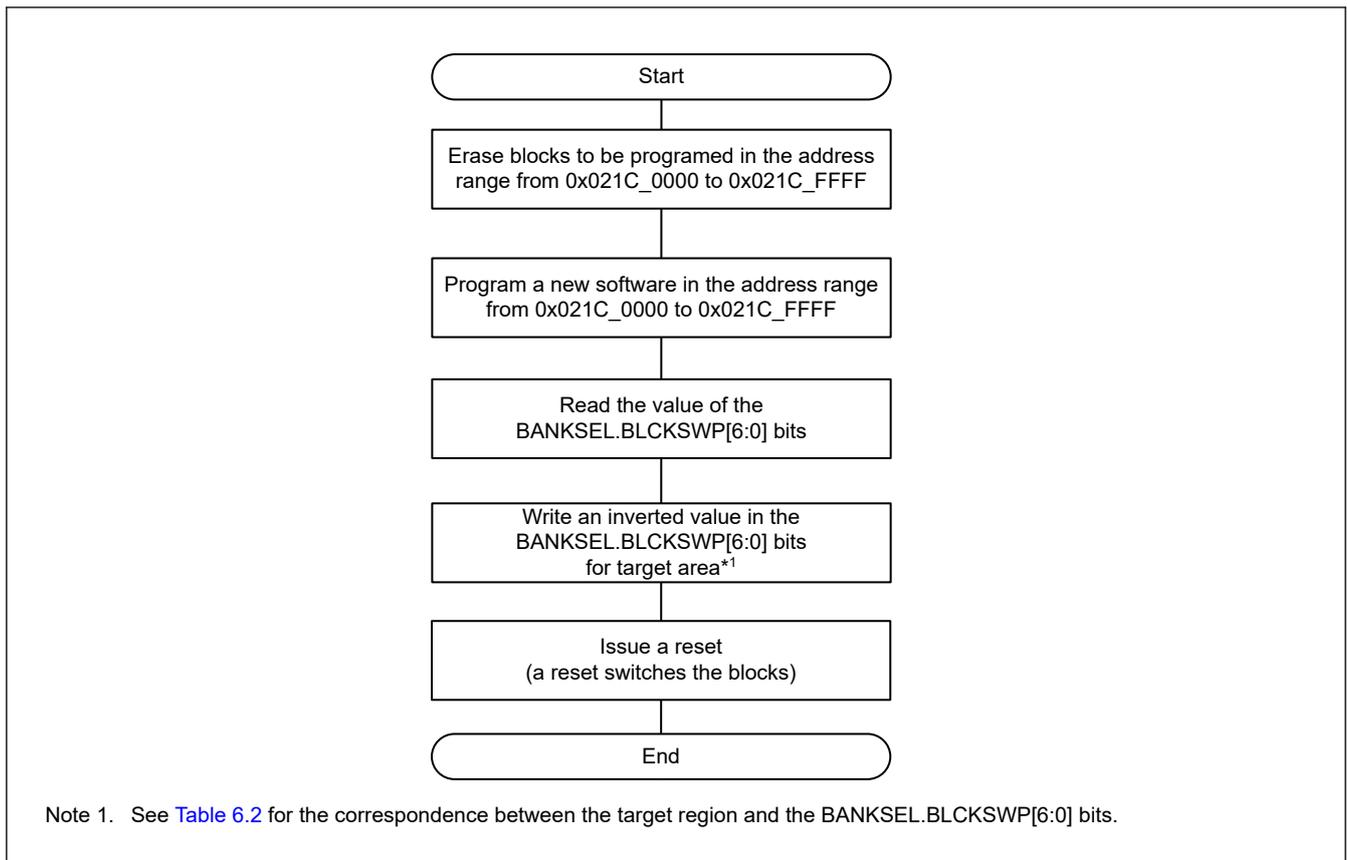 Start
Erase blocks to be programed in the address
range from 0x021C_0000 to 0x021C_FFFF
Program a new software in the address range
from 0x021C_0000 to 0x021C_FFFF
Read the value of the
BANKSEL.BLCKSWP[6:0] bits
Write an inverted value in the
BANKSEL.BLCKSWP[6:0] bits
for target area*1
Issue a reset
(a reset switches the blocks)
End
Note 1. See Table 6.2 for the correspondence between the target region and the BANKSEL.BLCKSWP[6:0] bits.